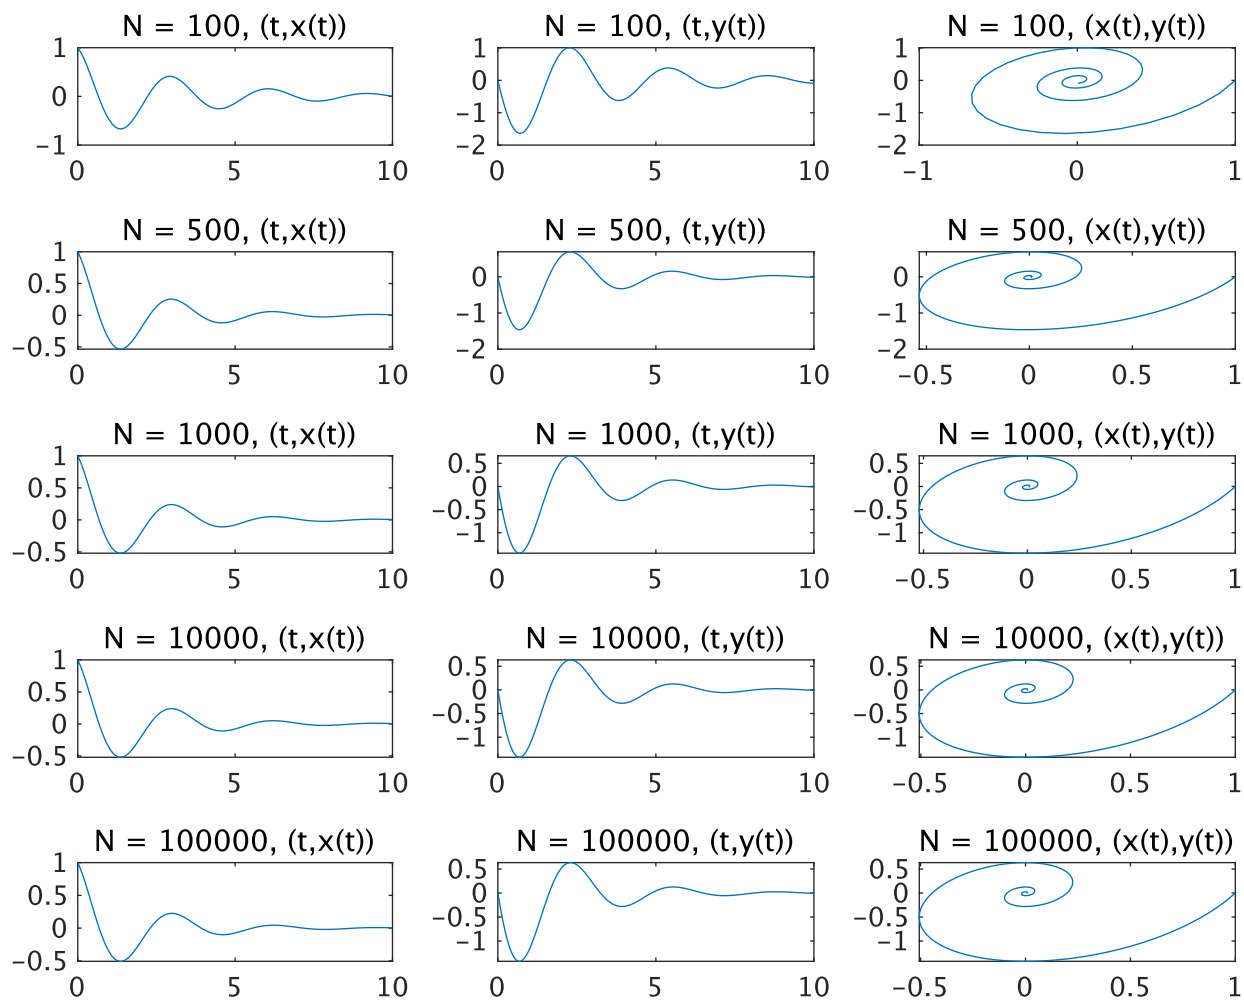 N = 100, (t,x(t)) N = 100, (t,y(t)) N = 100, (x(t),y(t))
1 1 1
0 0 0
-1 -1 -1
-1 -2 -2
0 5 10 0 5 10 -1 0 1
N = 500, (t,x(t)) N = 500, (t,y(t)) N = 500, (x(t),y(t))
1
0.5 0 0
0 -1 -1
-0.5 -2 -2
0 5 10 0 5 10 -0.5 0 0.5 1
N = 1000, (t,x(t)) N = 1000, (t,y(t)) N = 1000, (x(t),y(t))
1 0.5 0.5
0.5 0 0
0 -0.5 -0.5
-0.5 -1 -1
0 5 10 0 5 10 -0.5 0 0.5 1
N = 10000, (t,x(t)) N = 10000, (t,y(t)) N = 10000, (x(t),y(t))
1 0.5 0.5
0.5 0 0
0 -0.5 -0.5
-0.5 -1 -1
0 5 10 0 5 10 -0.5 0 0.5 1
N = 100000, (t,x(t)) N = 100000, (t,y(t)) N = 100000, (x(t),y(t))
1 0.5 0.5
0.5 0 0
0 -0.5 -0.5
-0.5 -1 -1
0 5 10 0 5 10 -0.5 0 0.5 1